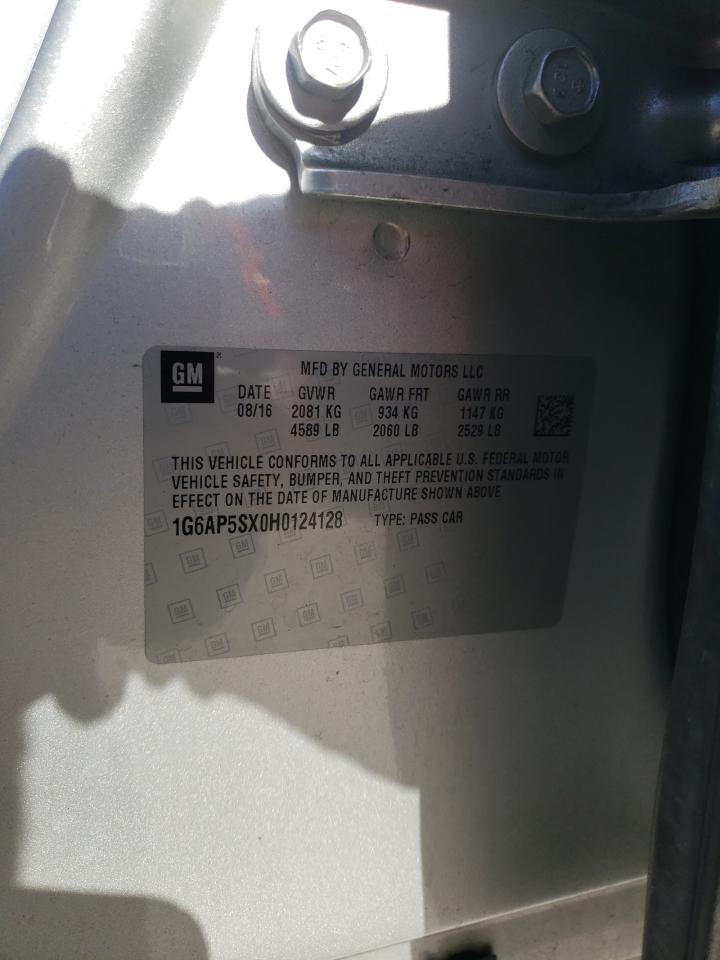 GM
MFD BY GENERAL MOTORS LLC
DATE GVWR GAWR FRT GAWR RR
08/16 2081 KG 934 KG 1147 KG
4589 LB 2060 LB 2529 LB
THIS VEHICLE CONFORMS TO ALL APPLICABLE U.S. FEDERAL MOTOR
VEHICLE SAFETY, BUMPER, AND THEFT PREVENTION STANDARDS IN
EFFECT ON THE DATE OF MANUFACTURE SHOWN ABOVE
1G6AP5SX0H0124128 TYPE: PASS CAR